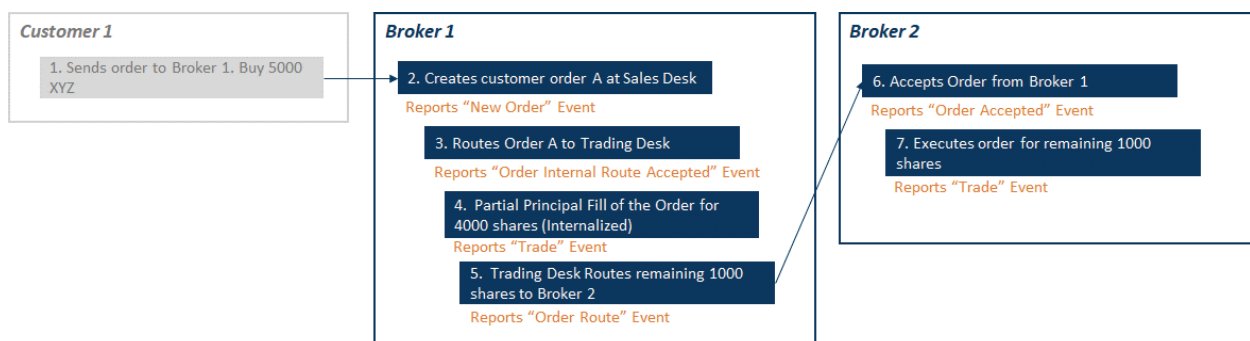 Customer 1
1. Sends order to Broker 1. Buy 5000
XYZ
Broker 1
2. Creates customer order A at Sales Desk
Reports “New Order” Event
3. Routes Order A to Trading Desk
Reports “Order Internal Route Accepted” Event
4. Partial Principal Fill of the Order for
4000 shares (Internalized)
Reports “Trade” Event
5. Trading Desk Routes remaining 1000
shares to Broker 2
Reports “Order Route” Event
Broker 2
6. Accepts Order from Broker 1
Reports “Order Accepted” Event
7. Executes order for remaining 1000
shares
Reports “Trade” Event